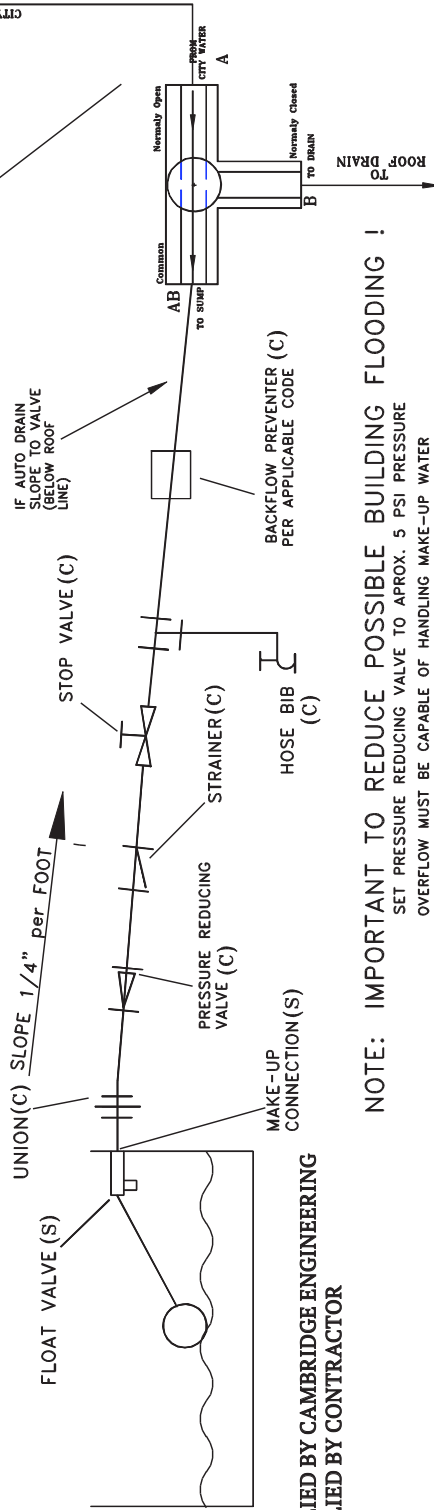 CITY
FROM
CITY WATER
A
Normaly Open
Common
AB
TO SUMP
Normaly Closed
TO DRAIN
B
TO
ROOF DRAIN
IF AUTO DRAIN
SLOPE TO VALVE
(BELOW ROOF
LINE)
BACKFLOW PREVENTER (C)
PER APPLICABLE CODE
STOP VALVE (C)
HOSE BIB
(C)
STRAINER (C)
SLOPE 1/4" per FOOT
PRESSURE REDUCING
VALVE (C)
UNION(C)
MAKE-UP
CONNECTION(S)
FLOAT VALVE (S)
NOTE: IMPORTANT TO REDUCE POSSIBLE BUILDING FLOODING !
SET PRESSURE REDUCING VALVE TO APROX. 5 PSI PRESSURE
OVERFLOW MUST BE CAPABLE OF HANDLING MAKE-UP WATER
LIED BY CAMBRIDGE ENGINEERING
LIED BY CONTRACTOR